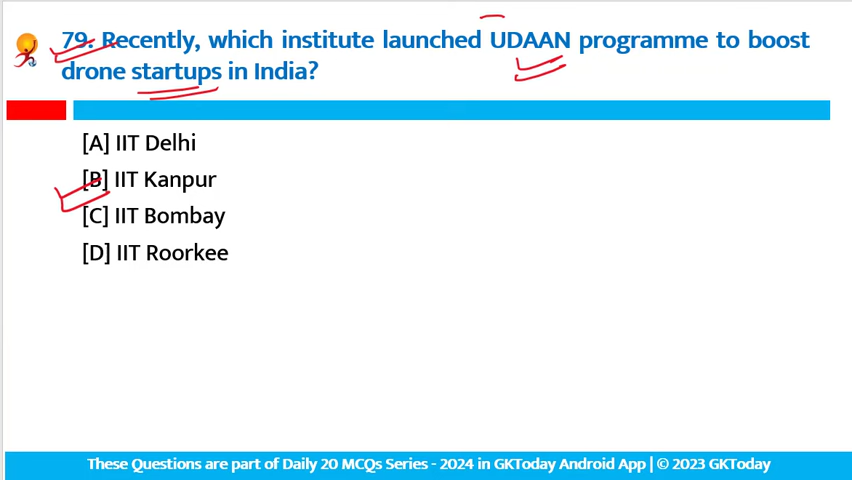 79. Recently, which institute launched UDAAN programme to boost
drone startups in India?
[A] IIT Delhi
[B] IIT Kanpur
[C] IIT Bombay
[D] IIT Roorkee
These Questions are part of Daily 20 MCQs Series - 2024 in GKToday Android App | © 2023 GKToday